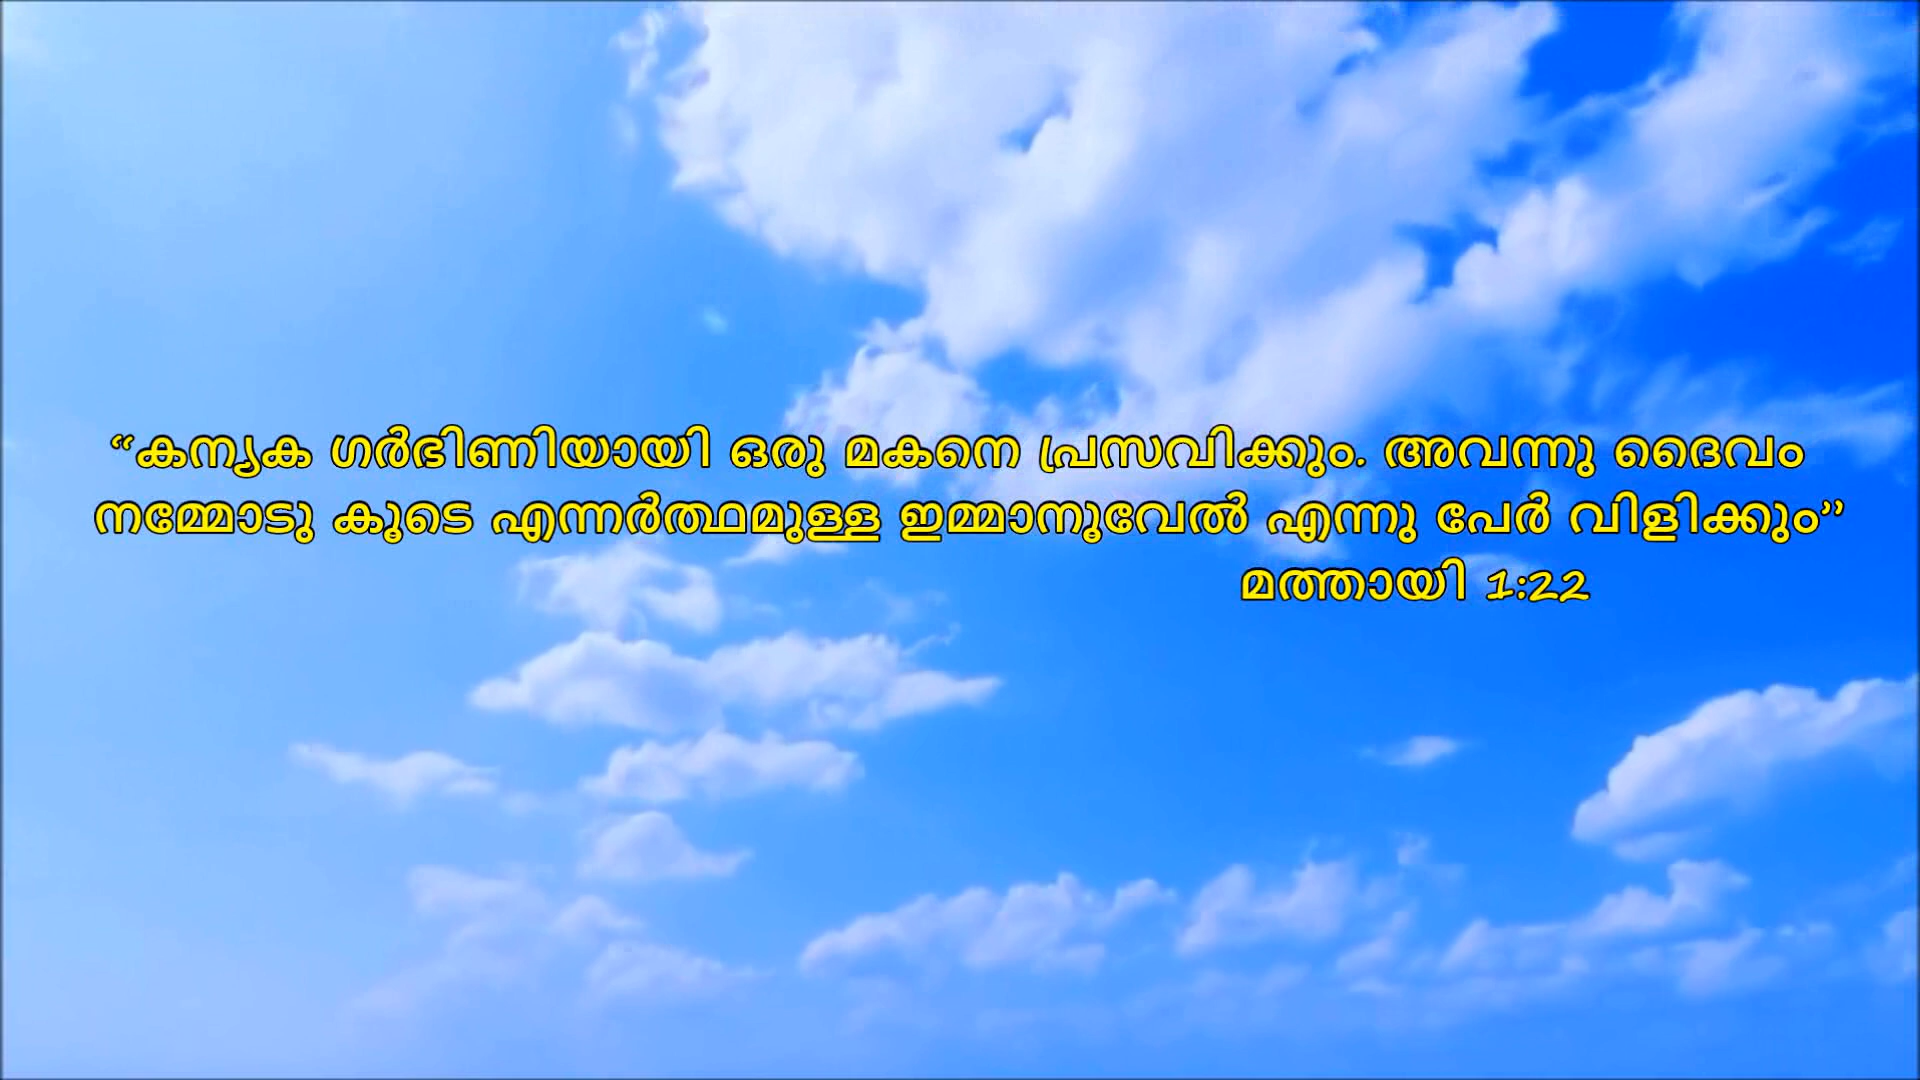 “കന്യക ഗർഭിണിയായി ഒരു മകനെ പ്രസവിക്കും. അവന്നു ദൈവം
നമ്മോടു കൂടെ എന്നർത്ഥമുള്ള ഇമ്മാനൂവേൽ എന്നു പേർ വിളിക്കും”
മത്തായി 1:22